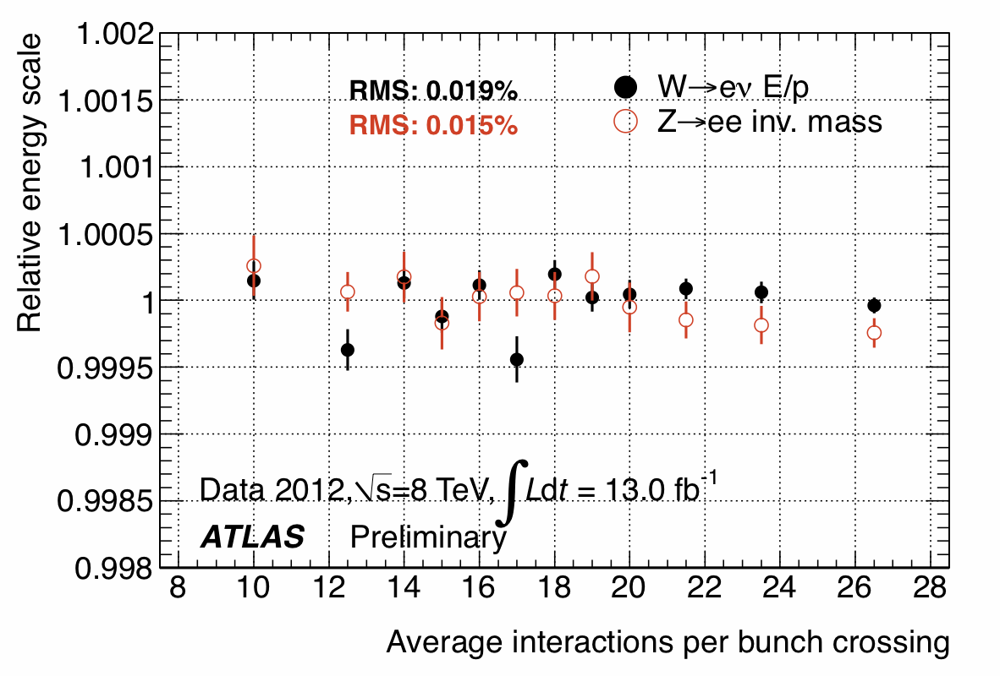 Relative energy scale
1.002
1.0015
1.001
1.0005
1
0.9995
0.999
0.9985
0.998
RMS: 0.019%
RMS: 0.015%
W→eν E/p
Z→ee inv. mass
Data 2012, √s=8 TeV, ∫Ldt = 13.0 fb⁻¹
ATLAS Preliminary
8 10 12 14 16 18 20 22 24 26 28
Average interactions per bunch crossing